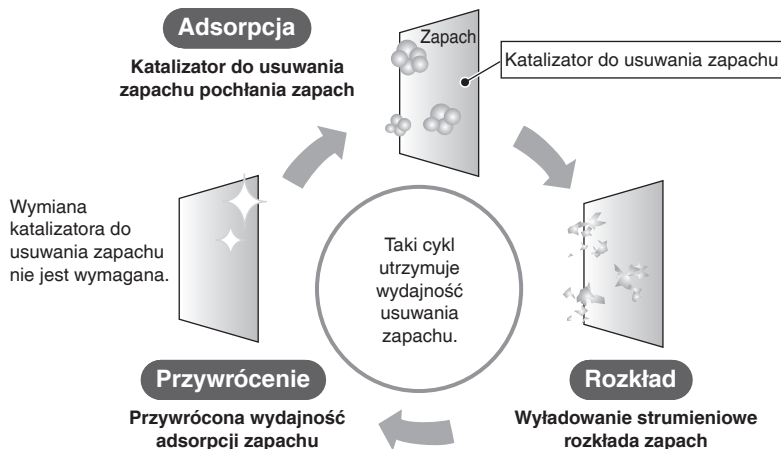 Adsorpcja
Katalizator do usuwania
zapachu pochłania zapach
Zapach
Katalizator do usuwania zapachu
Wymiana
katalizatora do
usuwania zapachu
nie jest wymagana.
Taki cykl
utrzymuje
wydajność
usuwania
zapachu.
Przywrócenie
Przywrócona wydajność
adsorpcji zapachu
Rozkład
Wyładowanie strumieniowe
rozkłada zapach